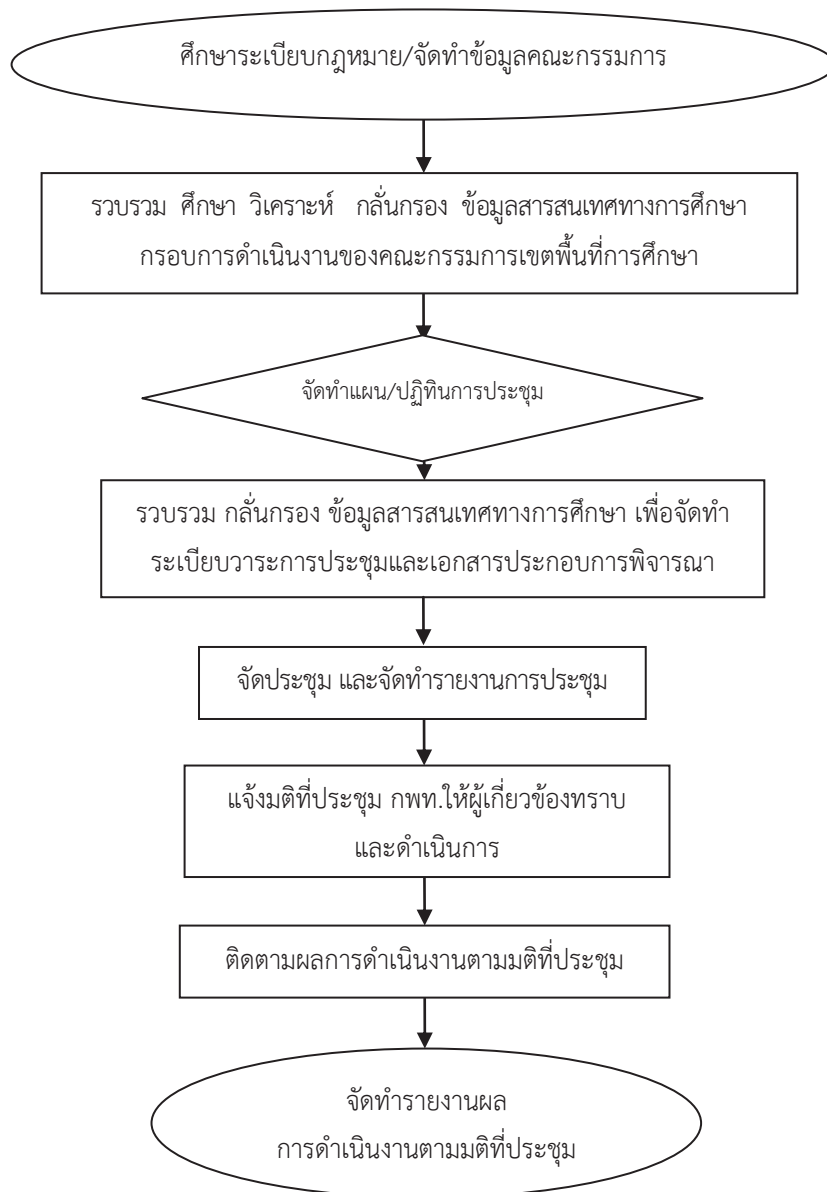 ศึกษาระเบียบกฎหมาย/จัดทำข้อมูลคณะกรรมการ
รวบรวม ศึกษา วิเคราะห์ กลั่นกรอง ข้อมูลสารสนเทศทางการศึกษา
กรอบการดำเนินงานของคณะกรรมการเขตพื้นที่การศึกษา
จัดทำแผน/ปฏิทินการประชุม
รวบรวม กลั่นกรอง ข้อมูลสารสนเทศทางการศึกษา เพื่อจัดทำ
ระเบียบวาระการประชุมและเอกสารประกอบการพิจารณา
จัดประชุม และจัดทำรายงานการประชุม
แจ้งมติที่ประชุม กพท.ให้ผู้เกี่ยวข้องทราบ
และดำเนินการ
ติดตามผลการดำเนินงานตามมติที่ประชุม
จัดทำรายงานผล
การดำเนินงานตามมติที่ประชุม